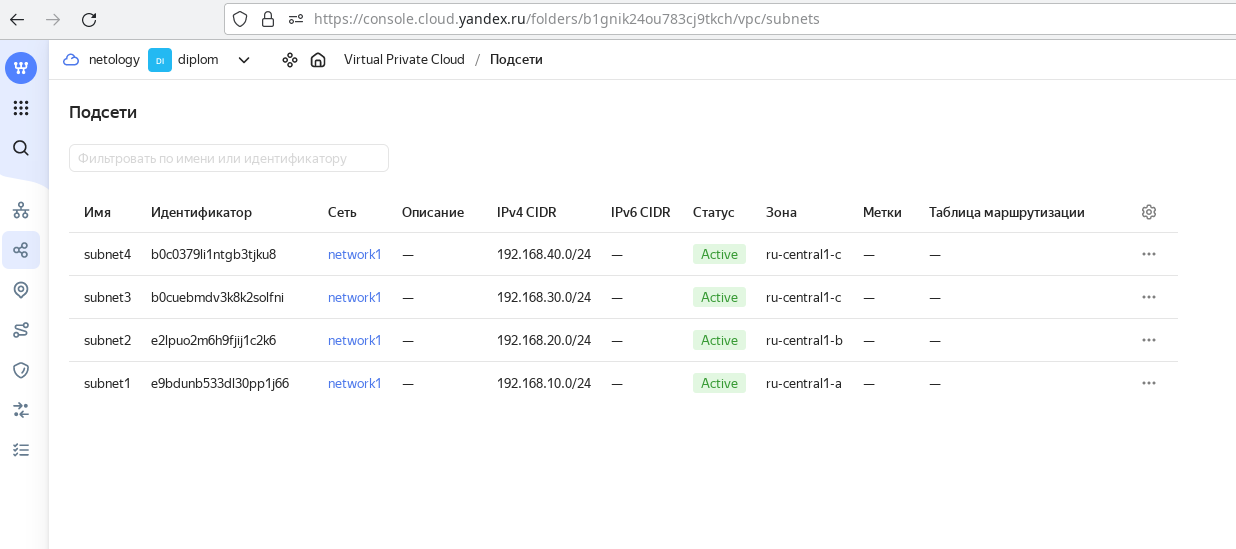 https://console.cloud.yandex.ru/folders/b1gnik24ou783cj9tkch/vpc/subnets
netology DI diplom Virtual Private Cloud / Подсети
Подсети
Фильтровать по имени или идентификатору
Имя Идентификатор Сеть Описание IPv4 CIDR IPv6 CIDR Статус Зона Метки Таблица маршрутизации
subnet4 b0c0379li1ntgb3tjku8 network1 — 192.168.40.0/24 — Active ru-central1-c — —
subnet3 b0cuebmdv3k8k2solfni network1 — 192.168.30.0/24 — Active ru-central1-c — —
subnet2 e2lpuo2m6h9fjij1c2k6 network1 — 192.168.20.0/24 — Active ru-central1-b — —
subnet1 e9bdunb533dl30pp1j66 network1 — 192.168.10.0/24 — Active ru-central1-a — —